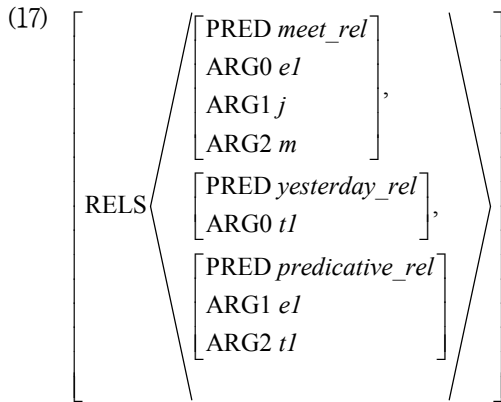 (17)
PRED meet_rel
ARG0 e1
ARG1 j
ARG2 m
,
RELS
PRED yesterday_rel
ARG0 t1
,
PRED predicative_rel
ARG1 e1
ARG2 t1